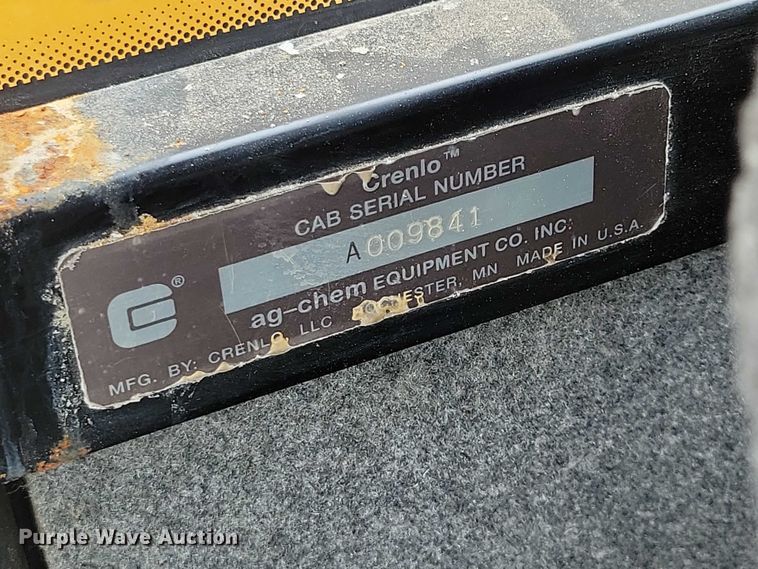 Crenlo™
CAB SERIAL NUMBER
A009841
ag-chem EQUIPMENT CO. INC.
MFG. BY: CRENLO, LLC MN MADE IN U.S.A.
C®
Purple Wave Auction